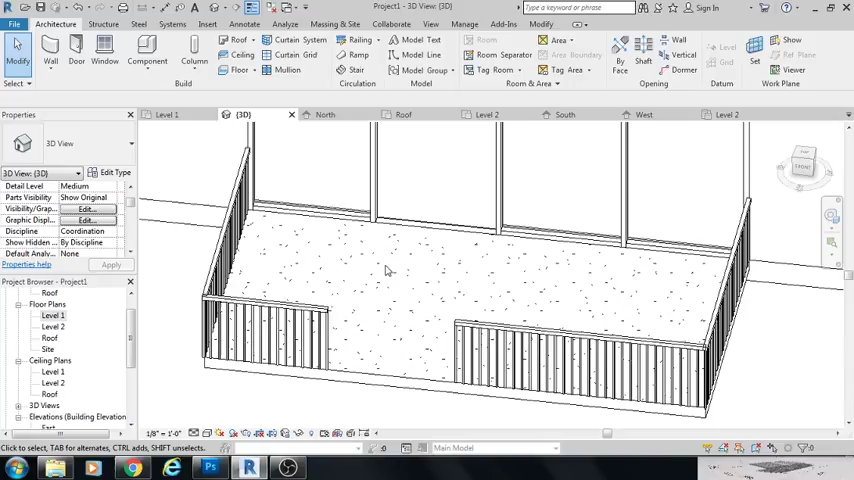 Project1 - 3D View: {3D}
Type a keyword or phrase
Sign In
File
Architecture
Structure
Steel
Systems
Insert
Annotate
Analyze
Massing & Site
Collaborate
View
Manage
Add-Ins
Modify
Modify
Wall
Door
Window
Component
Column
Roof
Ceiling
Floor
Curtain System
Curtain Grid
Mullion
Railing
Ramp
Stair
Model Text
Model Line
Model Group
Room
Room Separator
Tag Room
Area
Area Boundary
Tag Area
By Face
Shaft
Wall
Vertical
Dormer
Level
Grid
Set
Show
Ref Plane
Viewer
Select
Build
Circulation
Model
Room & Area
Opening
Datum
Work Plane
Properties
Level 1
{3D}
North
Roof
Level 2
South
West
Level 2
3D View
3D View: {3D}
Edit Type
Detail Level
Medium
Parts Visibility
Show Original
Visibility/Grap...
Edit...
Graphic Displ...
Edit...
Discipline
Coordination
Show Hidden ...
By Discipline
Default Analy...
None
Properties help
Apply
Project Browser - Project1
Roof
Floor Plans
Level 1
Level 2
Roof
Site
Ceiling Plans
Level 1
Level 2
Roof
3D Views
Elevations (Building Elevation)
East
TOP
FRONT
1/8" = 1'-0"
Click to select, TAB for alternates, CTRL adds, SHIFT unselects.
:0
Main Model
:0
Ps
R